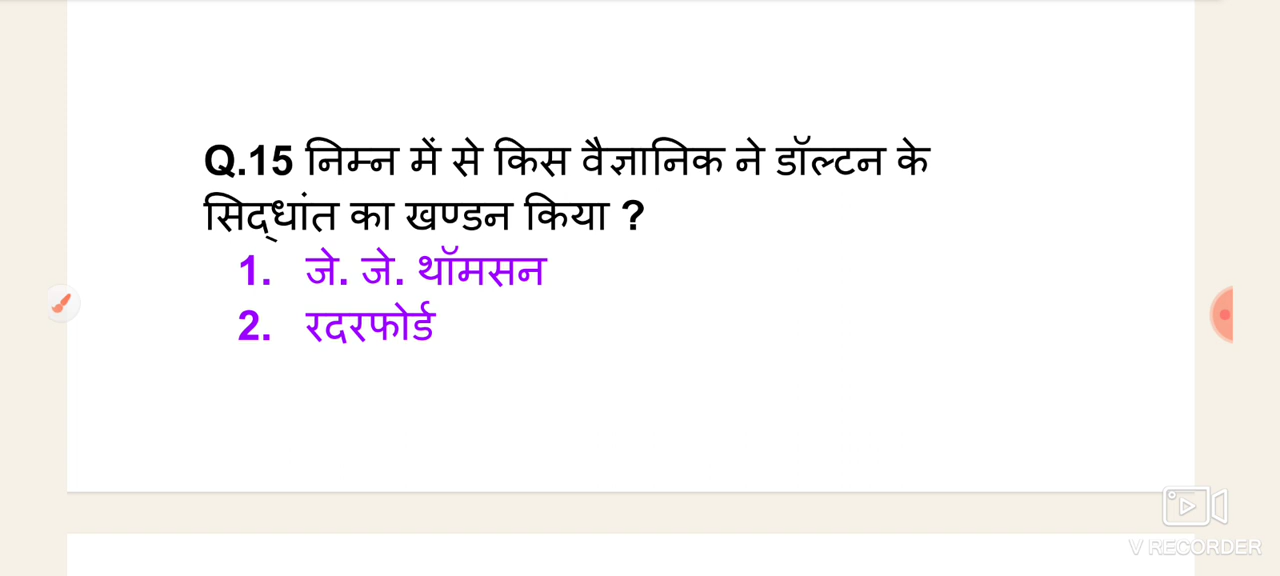 Q.15 निम्न में से किस वैज्ञानिक ने डॉल्टन के
सिद्धांत का खण्डन किया ?
1. जे. जे. थॉमसन
2. रदरफोर्ड
V RECORDER